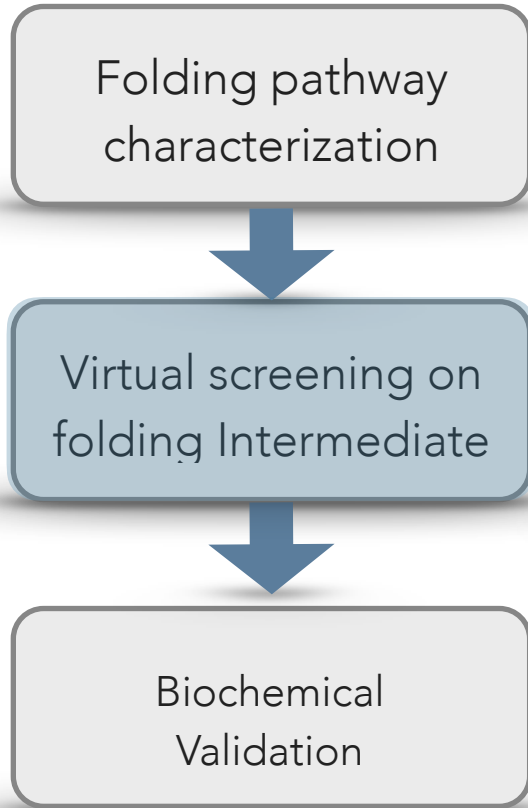 Folding pathway
characterization
Virtual screening on
folding Intermediate
Biochemical
Validation